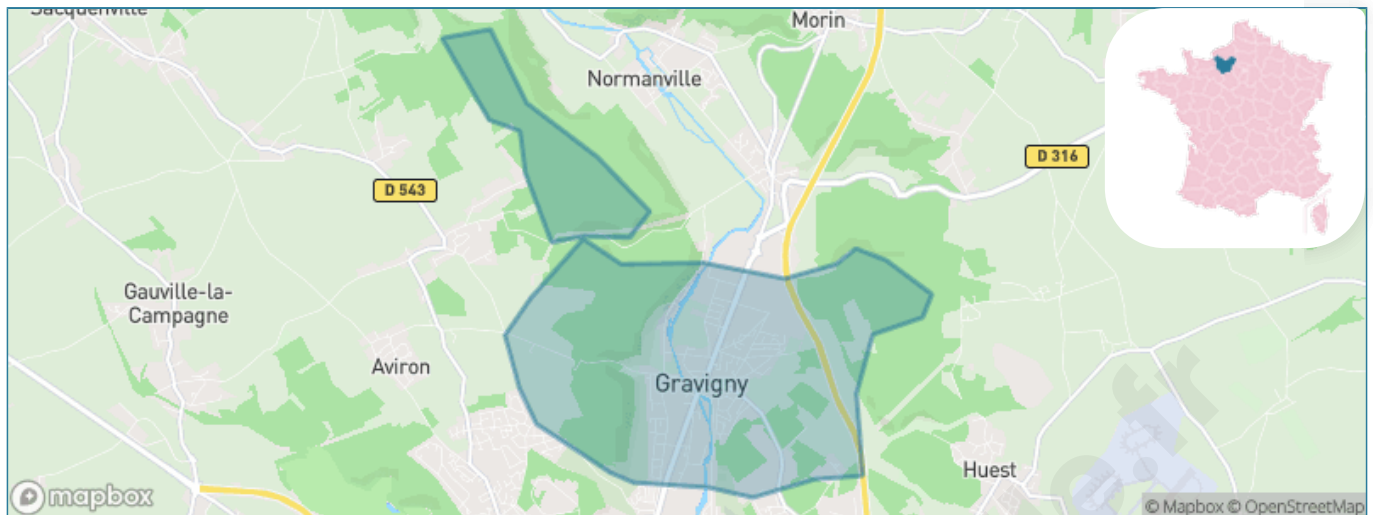 Sacquenville
Morin
Normanville
D 316
D 543
Gauville-la-
Campagne
Aviron
Gravigny
Huest
mapbox
© Mapbox © OpenStreetMap